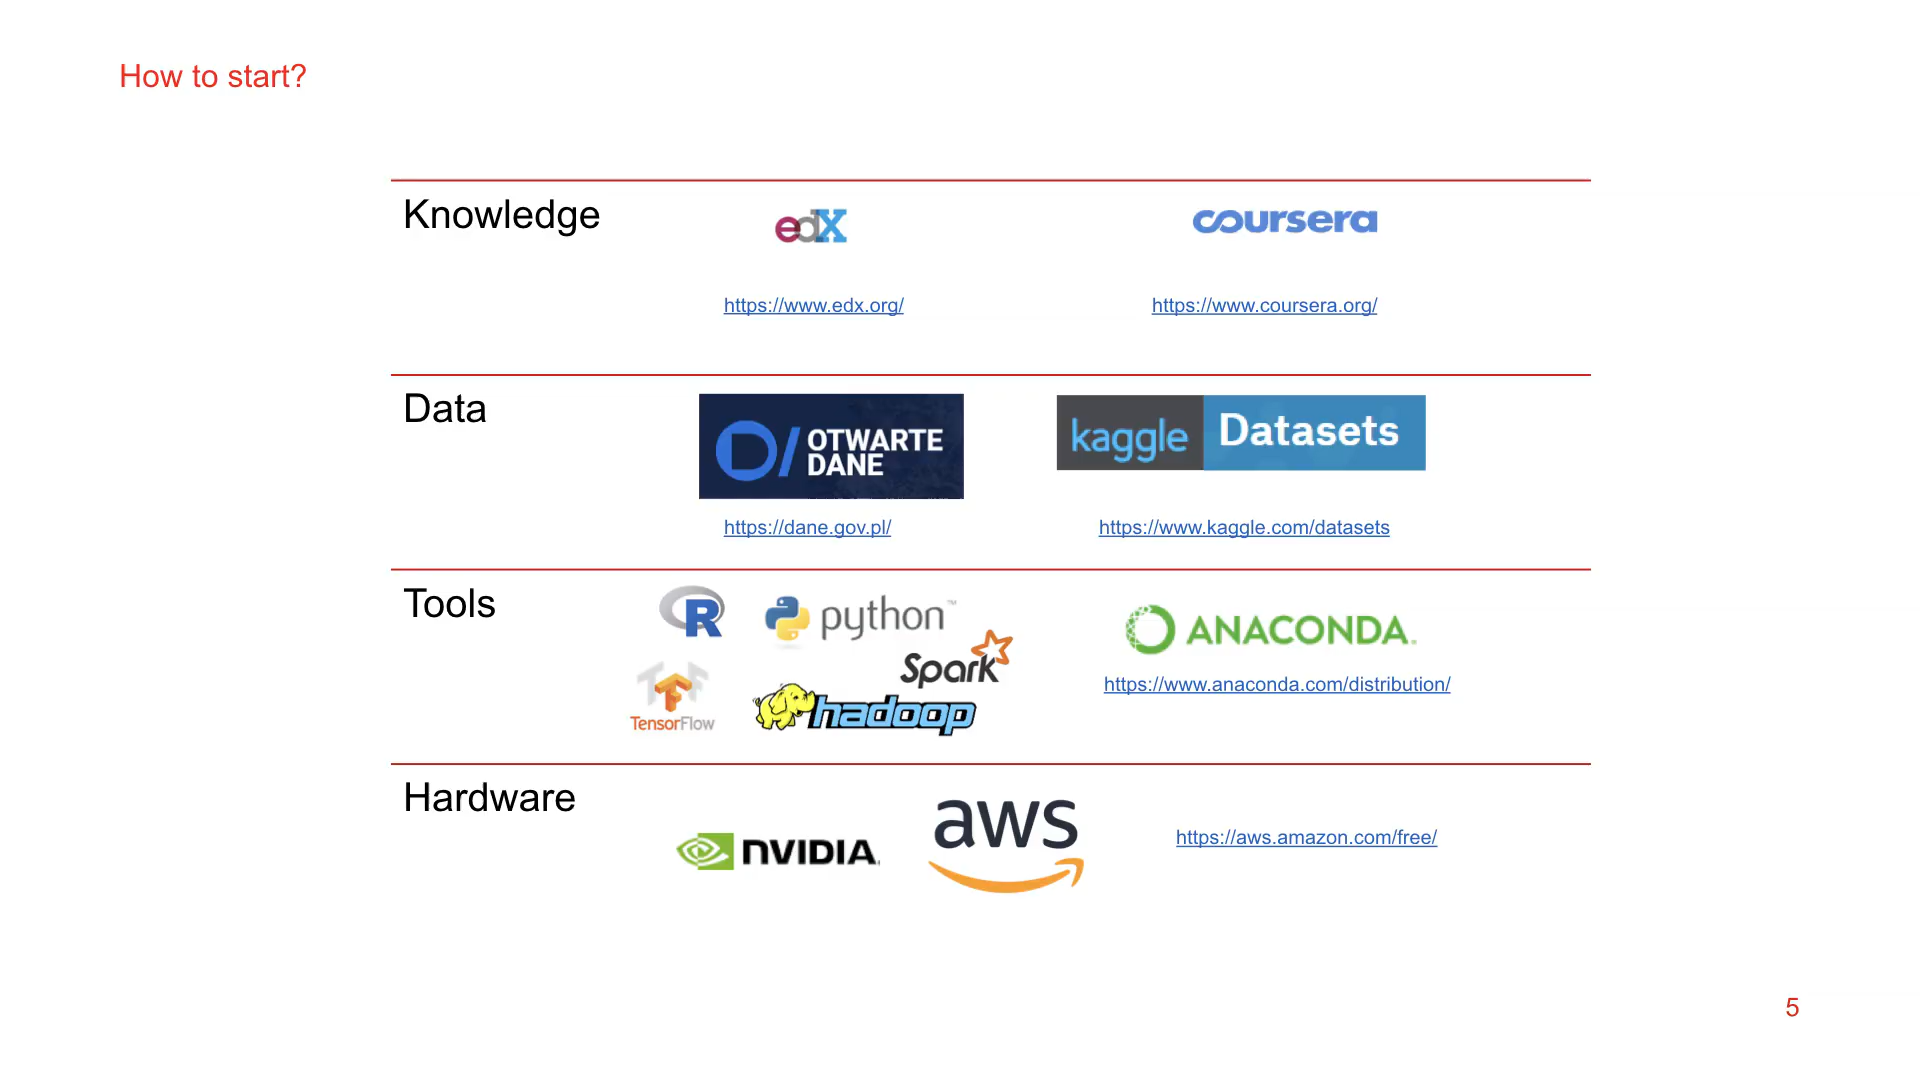 How to start?
Knowledge
edX
coursera
https://www.edx.org/
https://www.coursera.org/
Data
OTWARTE
DANE
kaggle Datasets
https://dane.gov.pl/
https://www.kaggle.com/datasets
Tools
R
python™
ANACONDA
Spark
https://www.anaconda.com/distribution/
TensorFlow
hadoop
Hardware
nVIDIA
aws
https://aws.amazon.com/free/
5